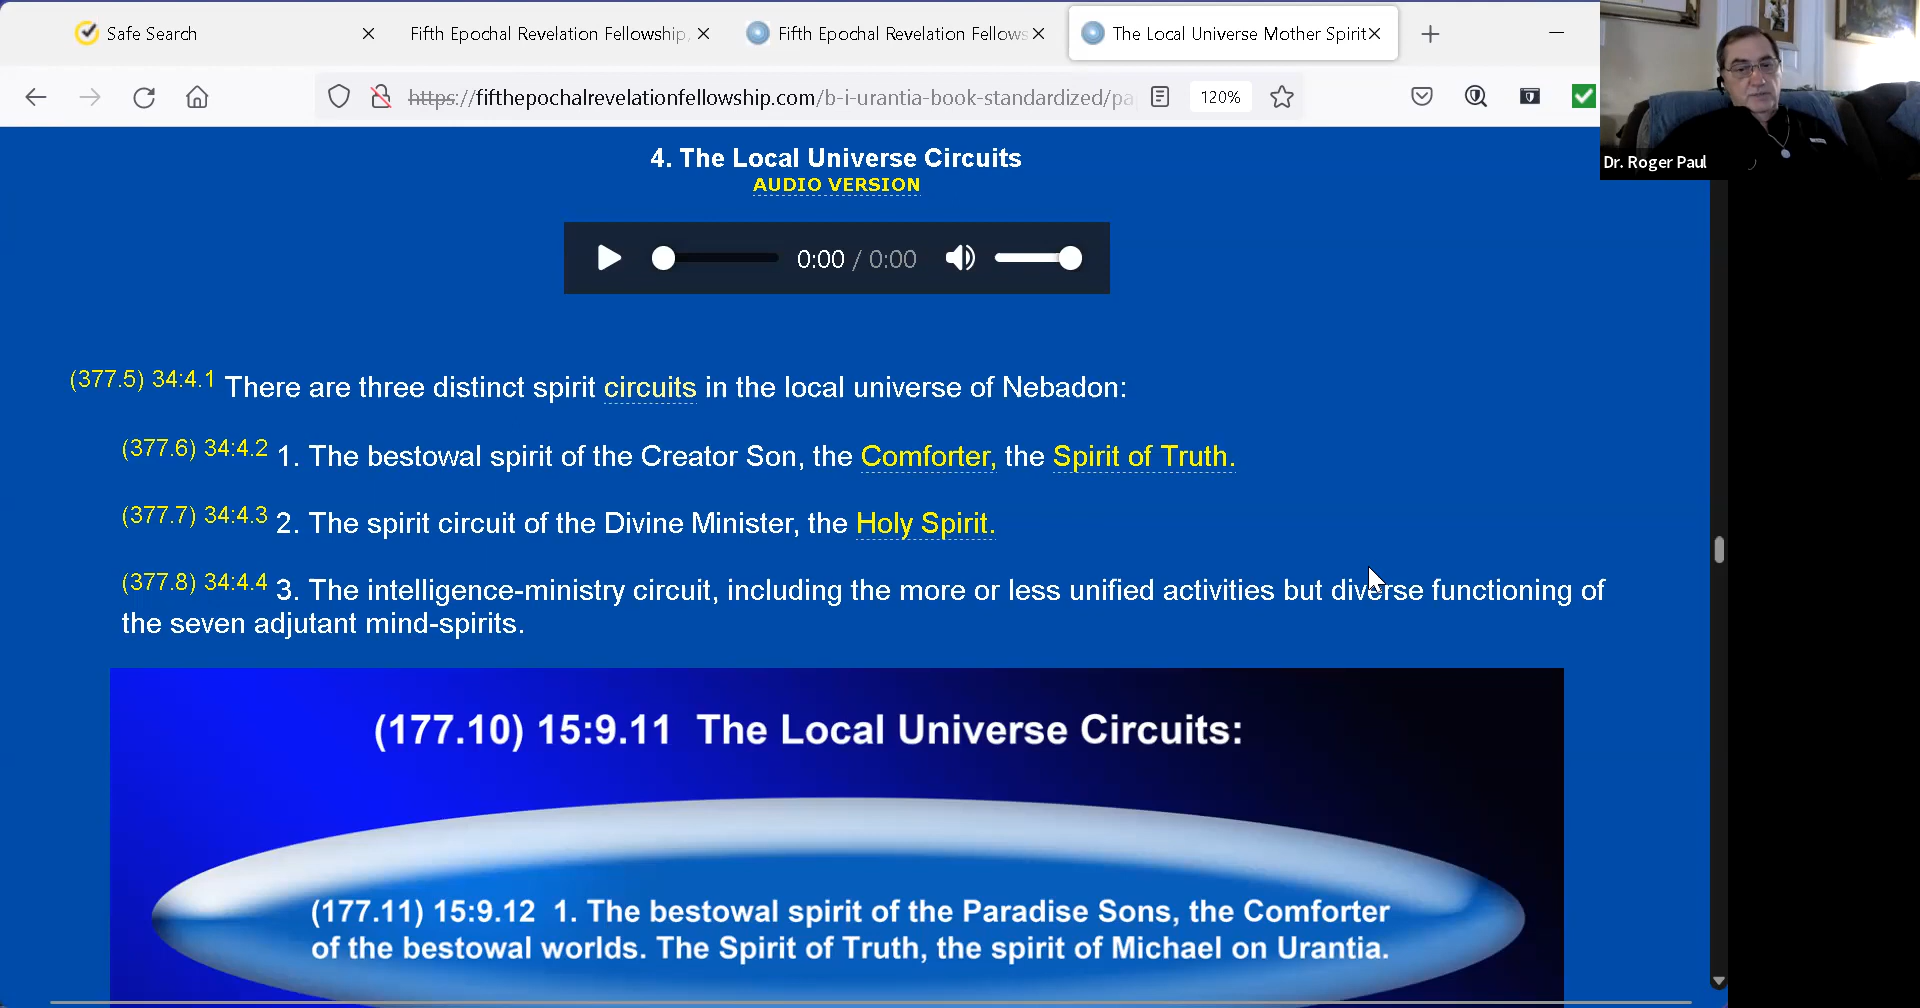 Safe Search
Fifth Epochal Revelation Fellowship,
Fifth Epochal Revelation Fellows
The Local Universe Mother Spirit
https://fifthepochalrevelationfellowship.com/b-i-urantia-book-standardized/pa
120%
Dr. Roger Paul
4. The Local Universe Circuits
AUDIO VERSION
0:00 / 0:00
(377.5) 34:4.1 There are three distinct spirit circuits in the local universe of Nebadon:
(377.6) 34:4.2 1. The bestowal spirit of the Creator Son, the Comforter, the Spirit of Truth.
(377.7) 34:4.3 2. The spirit circuit of the Divine Minister, the Holy Spirit.
(377.8) 34:4.4 3. The intelligence-ministry circuit, including the more or less unified activities but diverse functioning of
the seven adjutant mind-spirits.
(177.10) 15:9.11 The Local Universe Circuits:
(177.11) 15:9.12 1. The bestowal spirit of the Paradise Sons, the Comforter
of the bestowal worlds. The Spirit of Truth, the spirit of Michael on Urantia.